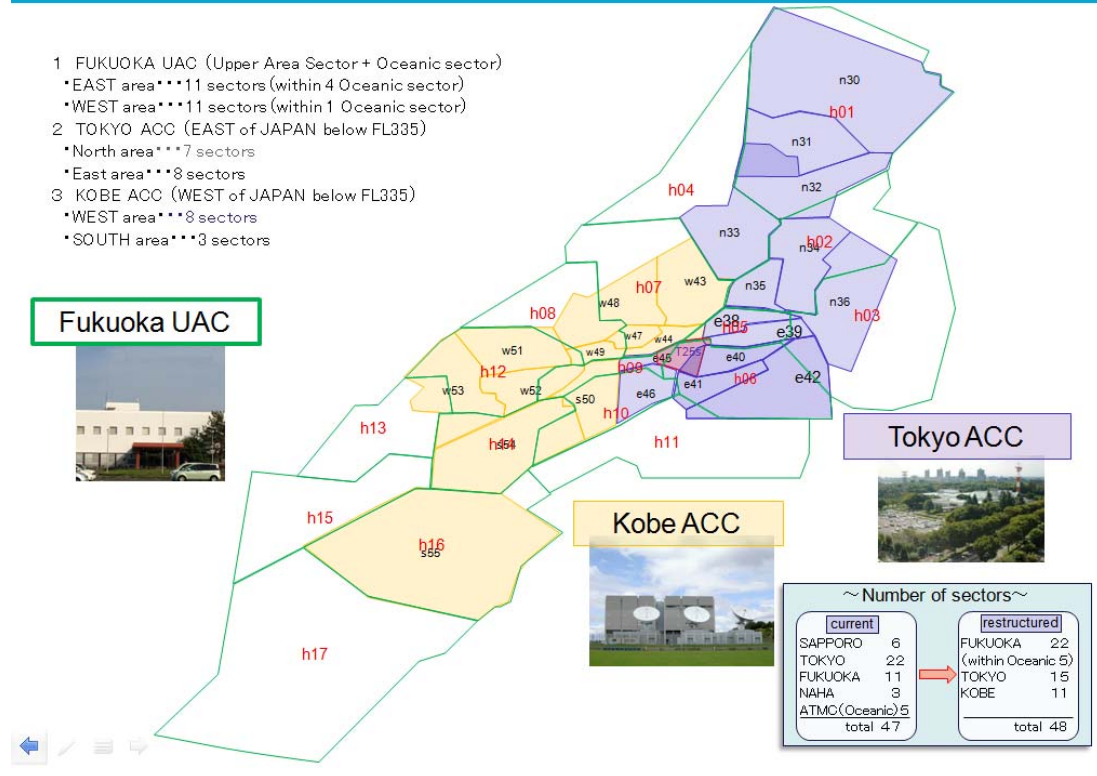 1 FUKUOKA UAC (Upper Area Sector + Oceanic sector)
・EAST area・・・11 sectors (within 4 Oceanic sector)
・WEST area・・・11 sectors (within 1 Oceanic sector)
2 TOKYO ACC (EAST of JAPAN below FL335)
・North area・・・7 sectors
・East area・・・8 sectors
3 KOBE ACC (WEST of JAPAN below FL335)
・WEST area・・・8 sectors
・SOUTH area・・・3 sectors
n30
h01
n31
n32
h04
n33
h02
n34
w43
h07
n35
n36
w48
h08
h03
e38
h05
e39
w47
w44
w51
w49
e45
T25s
e40
h12
h09
h06
e42
w53
w52
e41
e46
s50
h10
h13
h14
s54
h11
h15
h16
s55
h17
Fukuoka UAC
Tokyo ACC
Kobe ACC
～Number of sectors～
current
SAPPORO 6
TOKYO 22
FUKUOKA 11
NAHA 3
ATMC(Oceanic)5
total 47
restructured
FUKUOKA 22
(within Oceanic 5)
TOKYO 15
KOBE 11
total 48